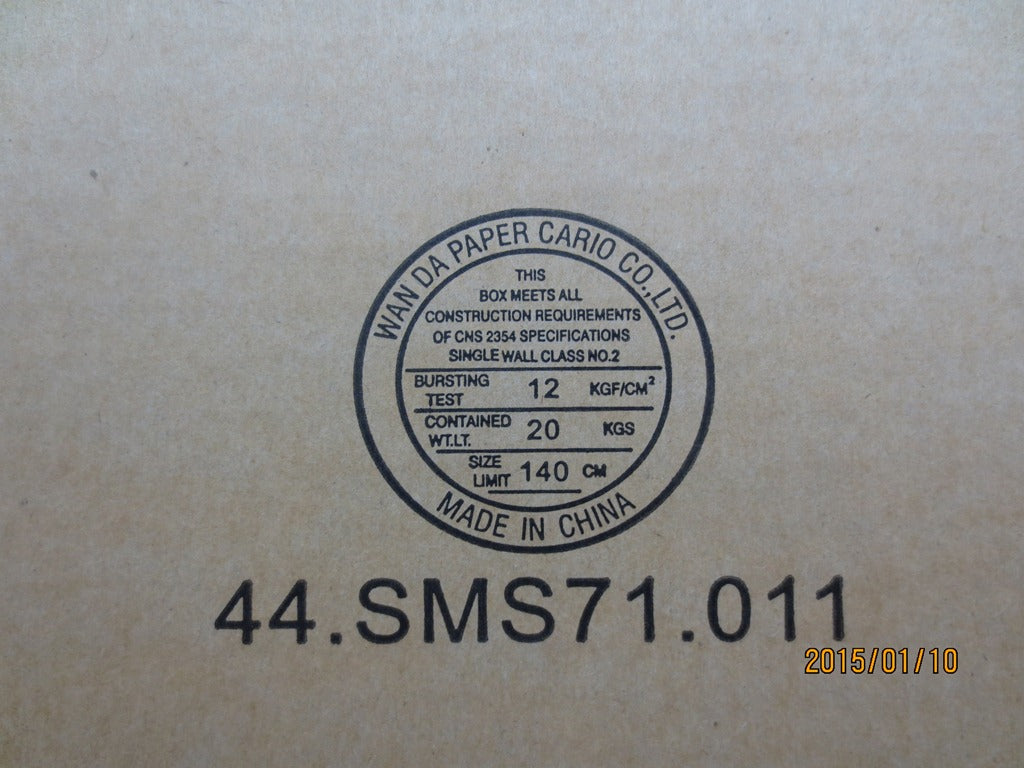 WAN DA PAPER CARIO CO.,LTD.
THIS
BOX MEETS ALL
CONSTRUCTION REQUIREMENTS
OF CNS 2354 SPECIFICATIONS
SINGLE WALL CLASS NO.2
BURSTING TEST 12 KGF/CM²
CONTAINED WT.LT. 20 KGS
SIZE LIMIT 140 CM
MADE IN CHINA
44.SMS71.011
2015/01/10